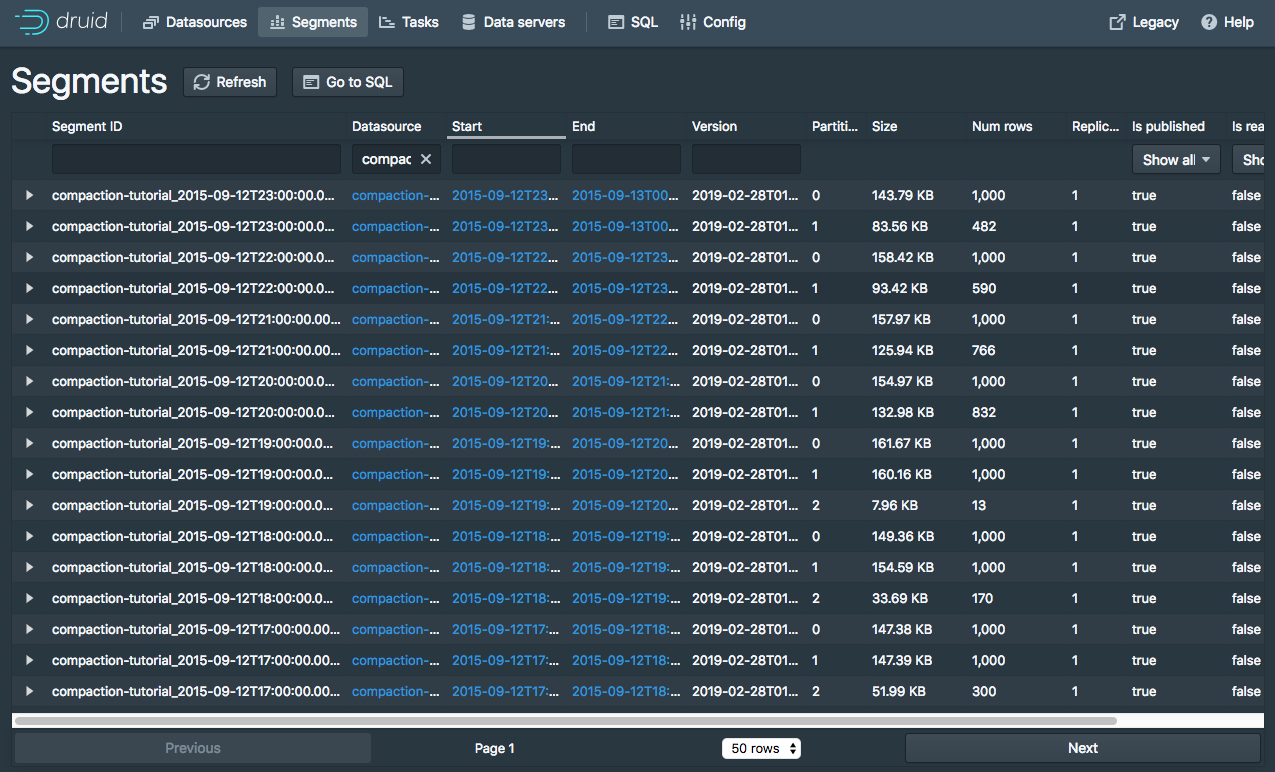 druid Datasources Segments Tasks Data servers SQL Config Legacy Help
Segments Refresh Go to SQL
Segment ID Datasource Start End Version Partiti... Size Num rows Replic... Is published Is rea
compac Show all Sho
compaction-tutorial_2015-09-12T23:00:00.0... compaction-... 2015-09-12T23... 2015-09-13T00... 2019-02-28T01... 0 143.79 KB 1,000 1 true false
compaction-tutorial_2015-09-12T23:00:00.0... compaction-... 2015-09-12T23... 2015-09-13T00... 2019-02-28T01... 1 83.56 KB 482 1 true false
compaction-tutorial_2015-09-12T22:00:00.0... compaction-... 2015-09-12T22... 2015-09-12T23... 2019-02-28T01... 0 158.42 KB 1,000 1 true false
compaction-tutorial_2015-09-12T22:00:00.0... compaction-... 2015-09-12T22... 2015-09-12T23... 2019-02-28T01... 1 93.42 KB 590 1 true false
compaction-tutorial_2015-09-12T21:00:00.00... compaction-... 2015-09-12T21:... 2015-09-12T22... 2019-02-28T01... 0 157.97 KB 1,000 1 true false
compaction-tutorial_2015-09-12T21:00:00.00... compaction-... 2015-09-12T21:... 2015-09-12T22... 2019-02-28T01... 1 125.94 KB 766 1 true false
compaction-tutorial_2015-09-12T20:00:00.0... compaction-... 2015-09-12T20... 2015-09-12T21:... 2019-02-28T01... 0 154.97 KB 1,000 1 true false
compaction-tutorial_2015-09-12T20:00:00.0... compaction-... 2015-09-12T20... 2015-09-12T21:... 2019-02-28T01... 1 132.98 KB 832 1 true false
compaction-tutorial_2015-09-12T19:00:00.0... compaction-... 2015-09-12T19:... 2015-09-12T20... 2019-02-28T01... 0 161.67 KB 1,000 1 true false
compaction-tutorial_2015-09-12T19:00:00.0... compaction-... 2015-09-12T19:... 2015-09-12T20... 2019-02-28T01... 1 160.16 KB 1,000 1 true false
compaction-tutorial_2015-09-12T19:00:00.0... compaction-... 2015-09-12T19:... 2015-09-12T20... 2019-02-28T01... 2 7.96 KB 13 1 true false
compaction-tutorial_2015-09-12T18:00:00.0... compaction-... 2015-09-12T18:... 2015-09-12T19:... 2019-02-28T01... 0 149.36 KB 1,000 1 true false
compaction-tutorial_2015-09-12T18:00:00.0... compaction-... 2015-09-12T18:... 2015-09-12T19:... 2019-02-28T01... 1 154.59 KB 1,000 1 true false
compaction-tutorial_2015-09-12T18:00:00.0... compaction-... 2015-09-12T18:... 2015-09-12T19:... 2019-02-28T01... 2 33.69 KB 170 1 true false
compaction-tutorial_2015-09-12T17:00:00.00... compaction-... 2015-09-12T17:... 2015-09-12T18:... 2019-02-28T01... 0 147.38 KB 1,000 1 true false
compaction-tutorial_2015-09-12T17:00:00.00... compaction-... 2015-09-12T17:... 2015-09-12T18:... 2019-02-28T01... 1 147.39 KB 1,000 1 true false
compaction-tutorial_2015-09-12T17:00:00.00... compaction-... 2015-09-12T17:... 2015-09-12T18:... 2019-02-28T01... 2 51.99 KB 300 1 true false
Previous Page 1 50 rows Next